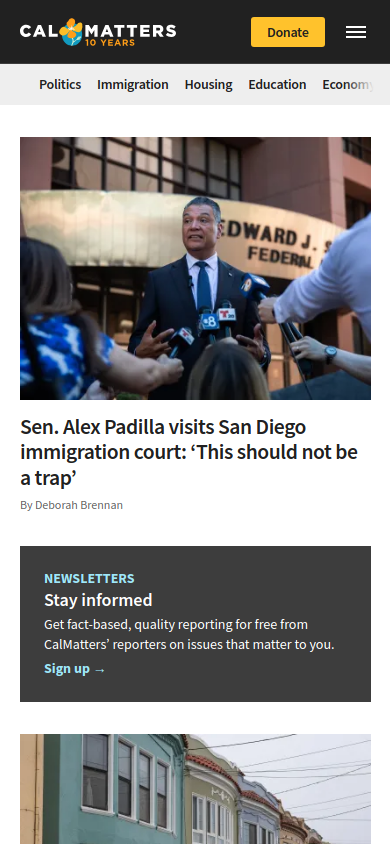 CALMATTERS
10 YEARS
Donate
Politics Immigration Housing Education Economy
EDWARD J. S
FEDERAL
Sen. Alex Padilla visits San Diego
immigration court: ‘This should not be
a trap’
By Deborah Brennan
NEWSLETTERS
Stay informed
Get fact-based, quality reporting for free from
CalMatters’ reporters on issues that matter to you.
Sign up →